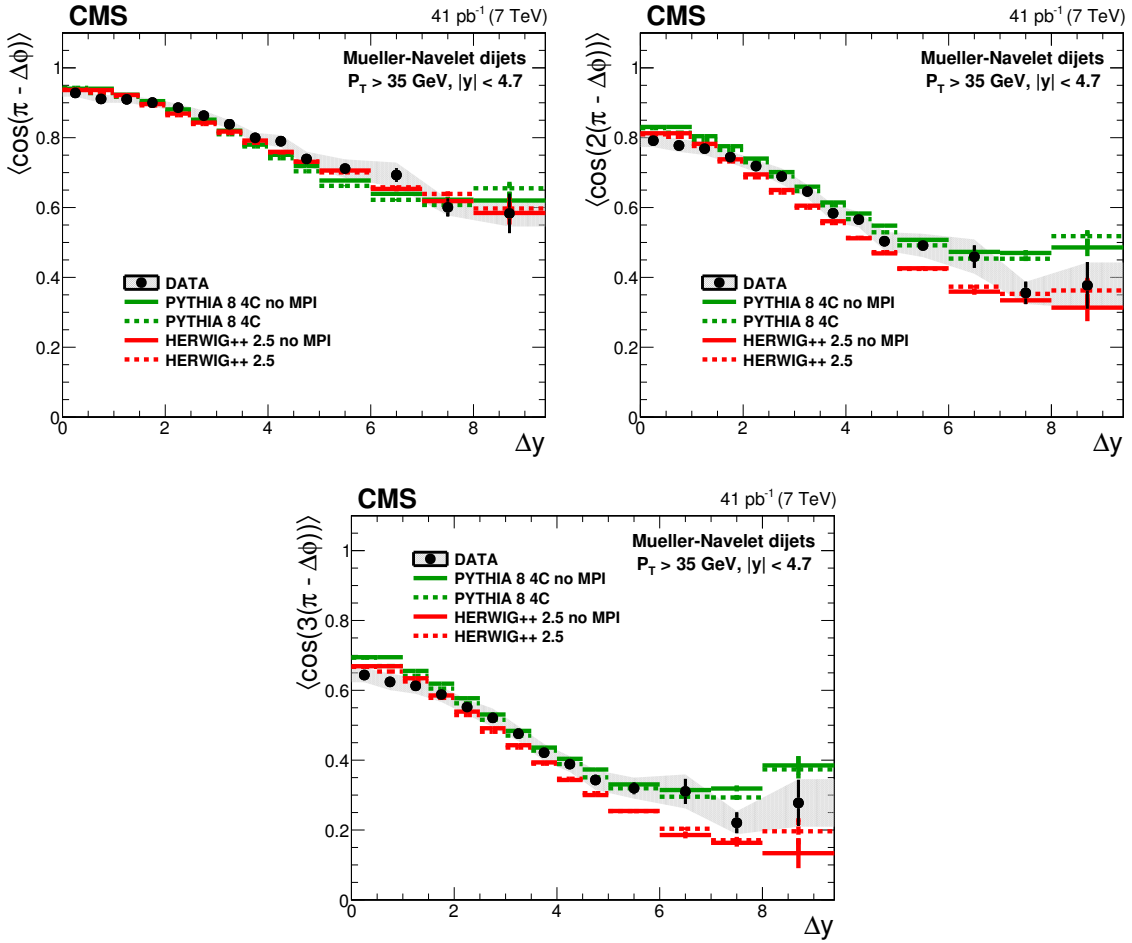 CMS
41 pb⁻¹ (7 TeV)
Mueller-Navelet dijets
P_T > 35 GeV, |y| < 4.7
⟨cos(π - Δϕ)⟩
1
0.8
0.6
0.4
0.2
0
DATA
PYTHIA 8 4C no MPI
PYTHIA 8 4C
HERWIG++ 2.5 no MPI
HERWIG++ 2.5
0 2 4 6 8
Δy
CMS
41 pb⁻¹ (7 TeV)
Mueller-Navelet dijets
P_T > 35 GeV, |y| < 4.7
⟨cos(2(π - Δϕ))⟩
1
0.8
0.6
0.4
0.2
0
DATA
PYTHIA 8 4C no MPI
PYTHIA 8 4C
HERWIG++ 2.5 no MPI
HERWIG++ 2.5
0 2 4 6 8
Δy
CMS
41 pb⁻¹ (7 TeV)
Mueller-Navelet dijets
P_T > 35 GeV, |y| < 4.7
⟨cos(3(π - Δϕ))⟩
1
0.8
0.6
0.4
0.2
0
DATA
PYTHIA 8 4C no MPI
PYTHIA 8 4C
HERWIG++ 2.5 no MPI
HERWIG++ 2.5
0 2 4 6 8
Δy